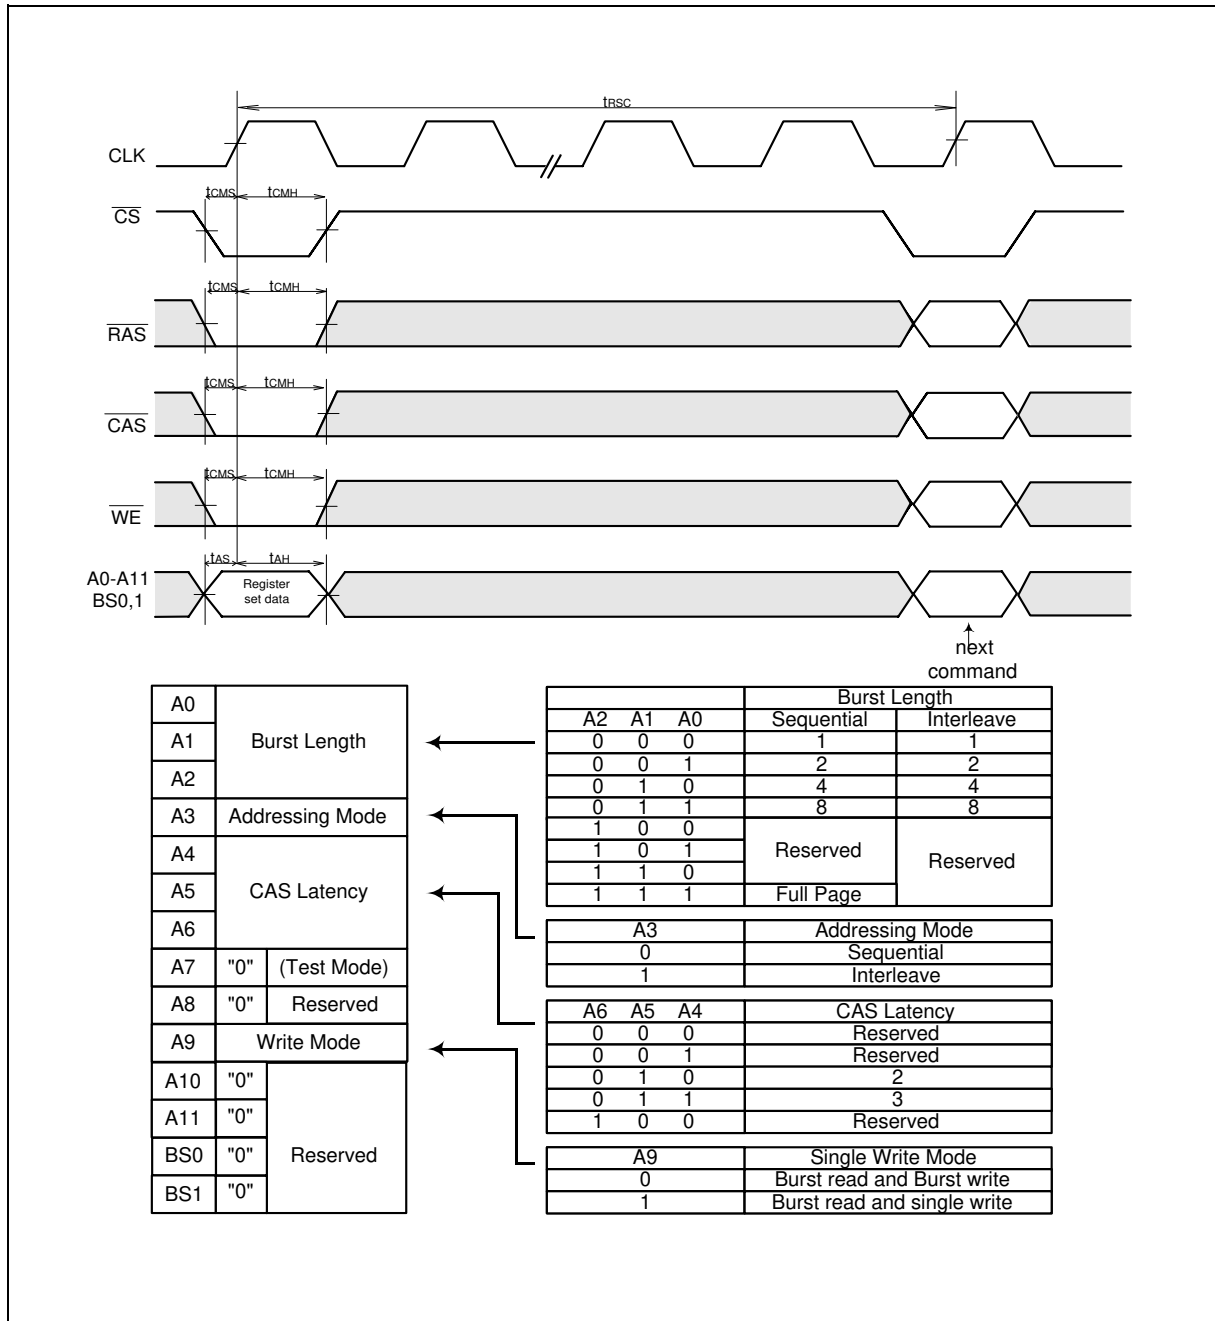 tRSC
CLK
tCMS tCMH
CS
tCMS tCMH
RAS
tCMS tCMH
CAS
tCMS tCMH
WE
tAS tAH
A0-A11
BS0,1
Register
set data
next
command
A0
A1 Burst Length
A2
A3 Addressing Mode
A4
A5 CAS Latency
A6
A7 "0" (Test Mode)
A8 "0" Reserved
A9 Write Mode
A10 "0"
A11 "0"
BS0 "0" Reserved
BS1 "0"
Burst Length
A2 A1 A0 Sequential Interleave
0 0 0 1 1
0 0 1 2 2
0 1 0 4 4
0 1 1 8 8
1 0 0
1 0 1 Reserved Reserved
1 1 0
1 1 1 Full Page
A3 Addressing Mode
0 Sequential
1 Interleave
A6 A5 A4 CAS Latency
0 0 0 Reserved
0 0 1 Reserved
0 1 0 2
0 1 1 3
1 0 0 Reserved
A9 Single Write Mode
0 Burst read and Burst write
1 Burst read and single write